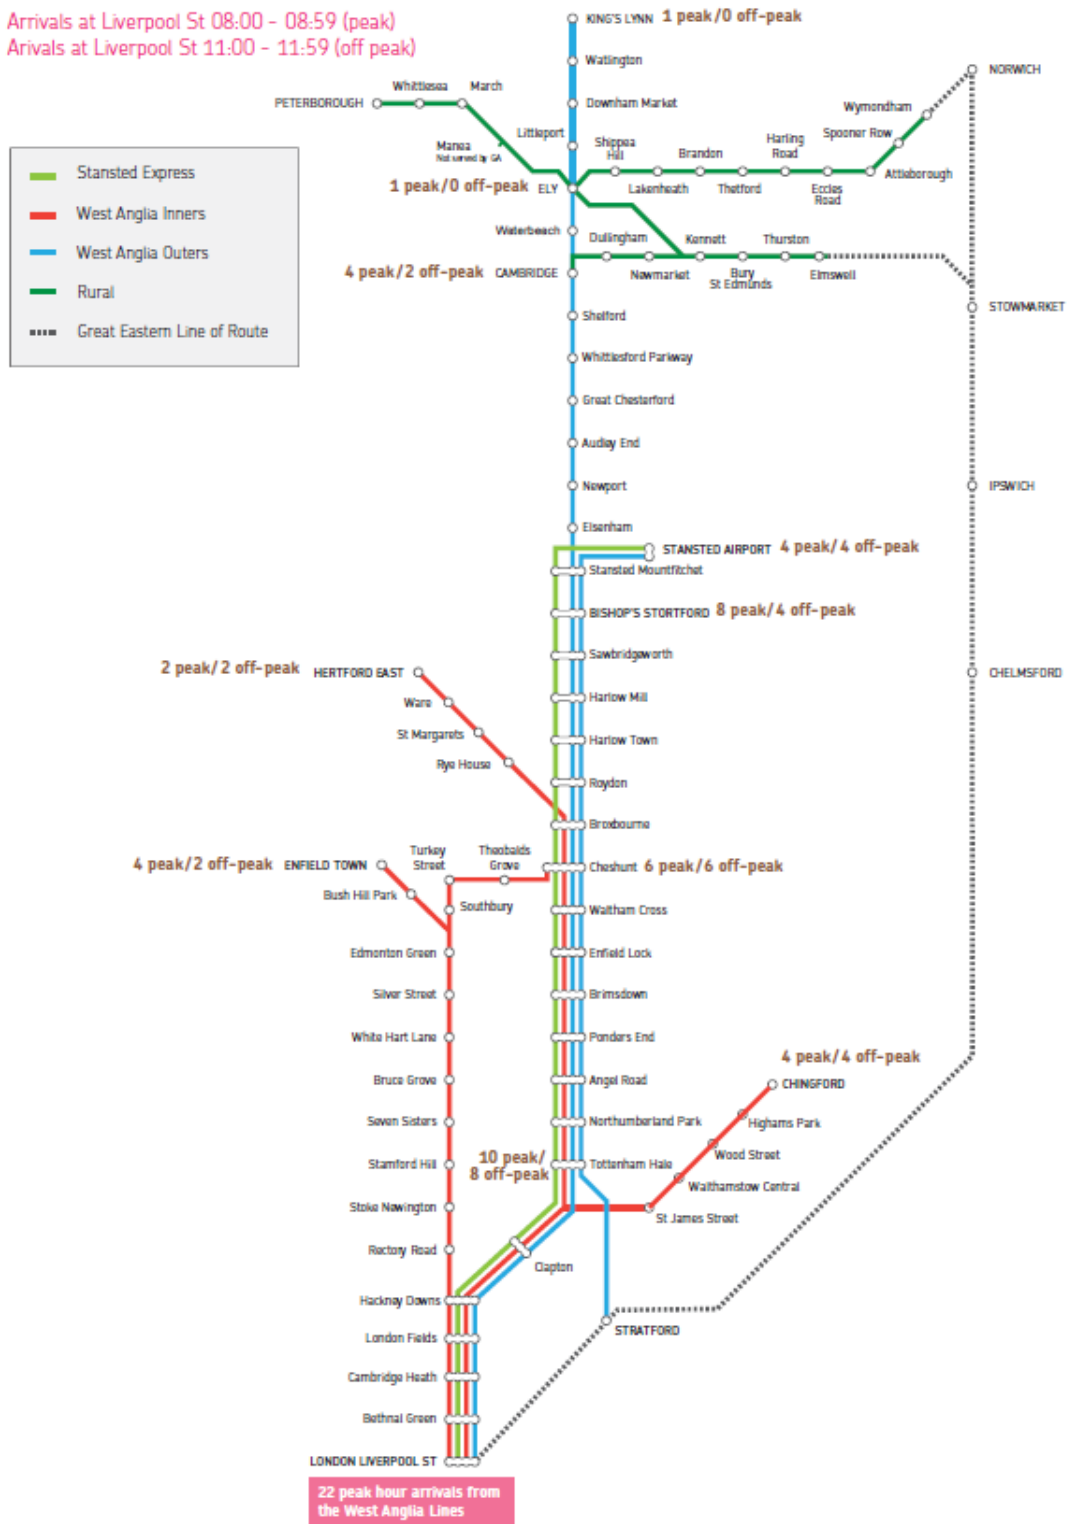 Arrivals at Liverpool St 08:00 - 08:59 (peak)
Arivals at Liverpool St 11:00 - 11:59 (off peak)
KING'S LYNN 1 peak/0 off-peak
Watlington
NORWICH
Whittlesea
March
PETERBOROUGH
Downham Market
Wymondham
Littleport
Shippea
Hill
Brandon
Harling
Road
Spooner Row
Manea
Not served by GA
Attleborough
1 peak/0 off-peak ELY
Lakenheath
Thetford
Eccles
Road
Stansted Express
West Anglia Inners
West Anglia Outers
Rural
Great Eastern Line of Route
Waterbeach
Dullingham
Kennett
Thurston
4 peak/2 off-peak CAMBRIDGE
Newmarket
Bury
St Edmunds
Elmswell
STOWMARKET
Shelford
Whittlesford Parkway
Great Chesterford
Audley End
Newport
IPSWICH
Elsenham
STANSTED AIRPORT 4 peak/4 off-peak
Stansted Mountfitchet
BISHOP'S STORTFORD 8 peak/4 off-peak
Sawbridgeworth
2 peak/2 off-peak HERTFORD EAST
CHELMSFORD
Ware
Harlow Mill
St Margarets
Harlow Town
Rye House
Roydon
Broxbourne
Turkey
Street
Theobalds
Grove
4 peak/2 off-peak ENFIELD TOWN
Cheshunt 6 peak/6 off-peak
Bush Hill Park
Southbury
Waltham Cross
Edmonton Green
Enfield Lock
Silver Street
Brimsdown
White Hart Lane
Ponders End
4 peak/4 off-peak
Bruce Grove
Angel Road
CHINGFORD
Seven Sisters
Northumberland Park
Highams Park
10 peak/
8 off-peak
Stamford Hill
Tottenham Hale
Wood Street
Walthamstow Central
Stoke Newington
St James Street
Rectory Road
Clapton
Hackney Downs
STRATFORD
London Fields
Cambridge Heath
Bethnal Green
LONDON LIVERPOOL ST
22 peak hour arrivals from
the West Anglia Lines